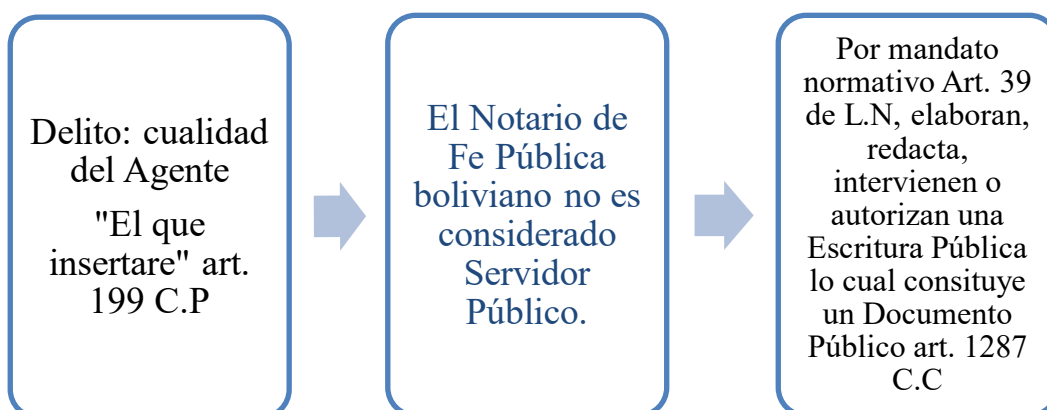 Delito: cualidad
del Agente
"El que
insertare" art.
199 C.P
El Notario de
Fe Pública
boliviano no es
considerado
Servidor
Público.
Por mandato
normativo Art. 39
de L.N, elaboran,
redacta,
intervienen o
autorizan una
Escritura Pública
lo cual consituye
un Documento
Público art. 1287
C.C